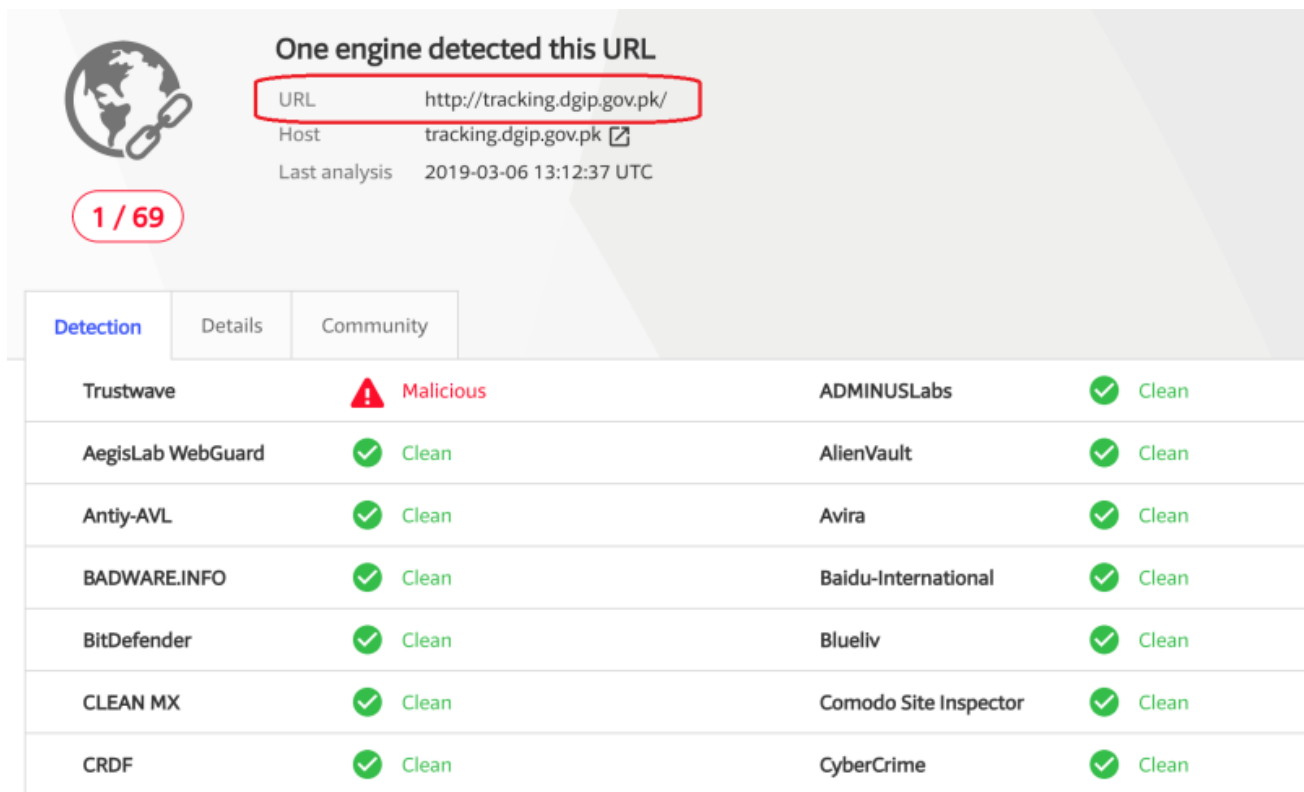 One engine detected this URL
URL http://tracking.dgip.gov.pk/
Host tracking.dgip.gov.pk
Last analysis 2019-03-06 13:12:37 UTC
1 / 69
Detection Details Community
Trustwave Malicious ADMINUSLabs Clean
AegisLab WebGuard Clean AlienVault Clean
Antiy-AVL Clean Avira Clean
BADWARE.INFO Clean Baidu-International Clean
BitDefender Clean Blueliv Clean
CLEAN MX Clean Comodo Site Inspector Clean
CRDF Clean CyberCrime Clean